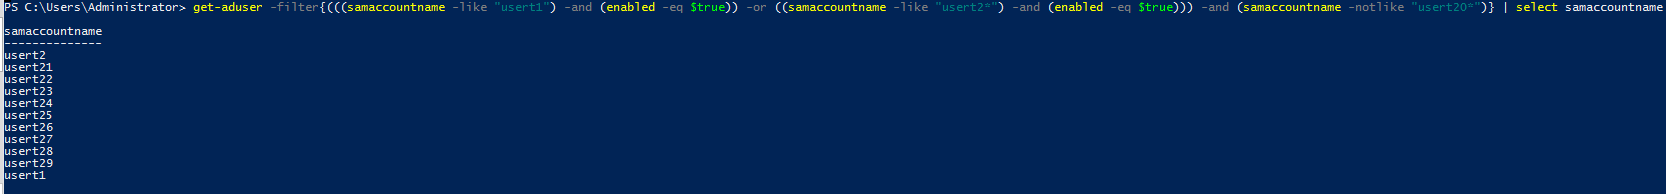 PS C:\Users\Administrator> get-aduser -filter{(((samaccountname -like "usert1") -and (enabled -eq $true)) -or ((samaccountname -like "usert2*") -and (enabled -eq $true))) -and (samaccountname -notlike "usert20*")} | select samaccountname
samaccountname
--------------
usert2
usert21
usert22
usert23
usert24
usert25
usert26
usert27
usert28
usert29
usert1